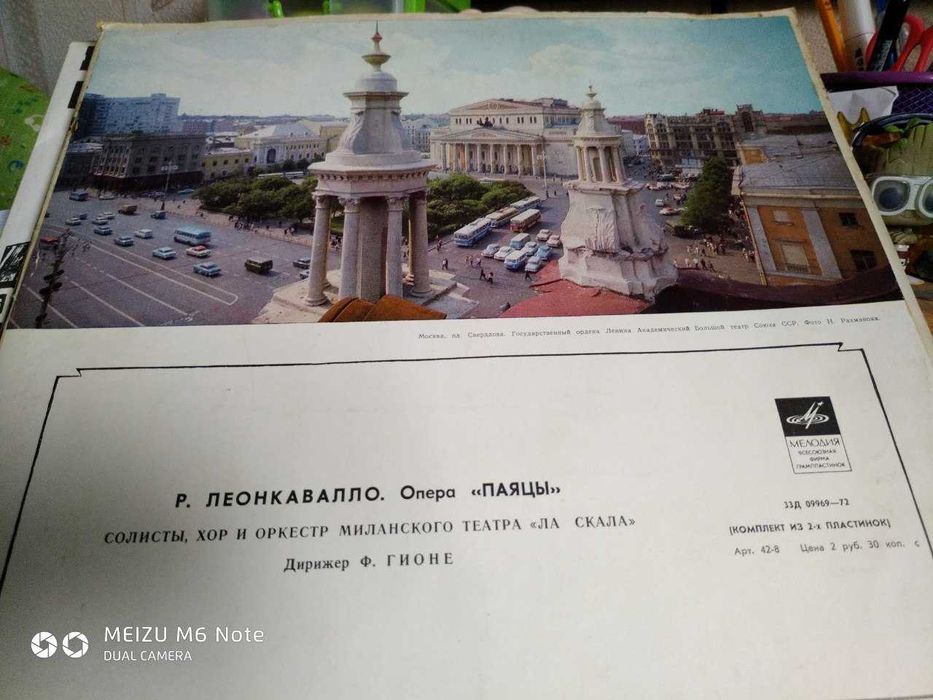 Москва, пл. Свердлова. Государственный ордена Ленина Академический Большой театр Союза ССР. Фото Н. Рахманова.
МЕЛОДИЯ
ВСЕСОЮЗНАЯ
ФИРМА
ГРАМПЛАСТИНОК
Р. ЛЕОНКАВАЛЛО. Опера «ПАЯЦЫ»
СОЛИСТЫ, ХОР И ОРКЕСТР МИЛАНСКОГО ТЕАТРА «ЛА СКАЛА»
Дирижер Ф. ГИОНЕ
33Д 09969—72
(КОМПЛЕКТ ИЗ 2-х ПЛАСТИНОК)
Арт. 42-8 Цена 2 руб. 30 коп. с
MEIZU M6 Note
DUAL CAMERA